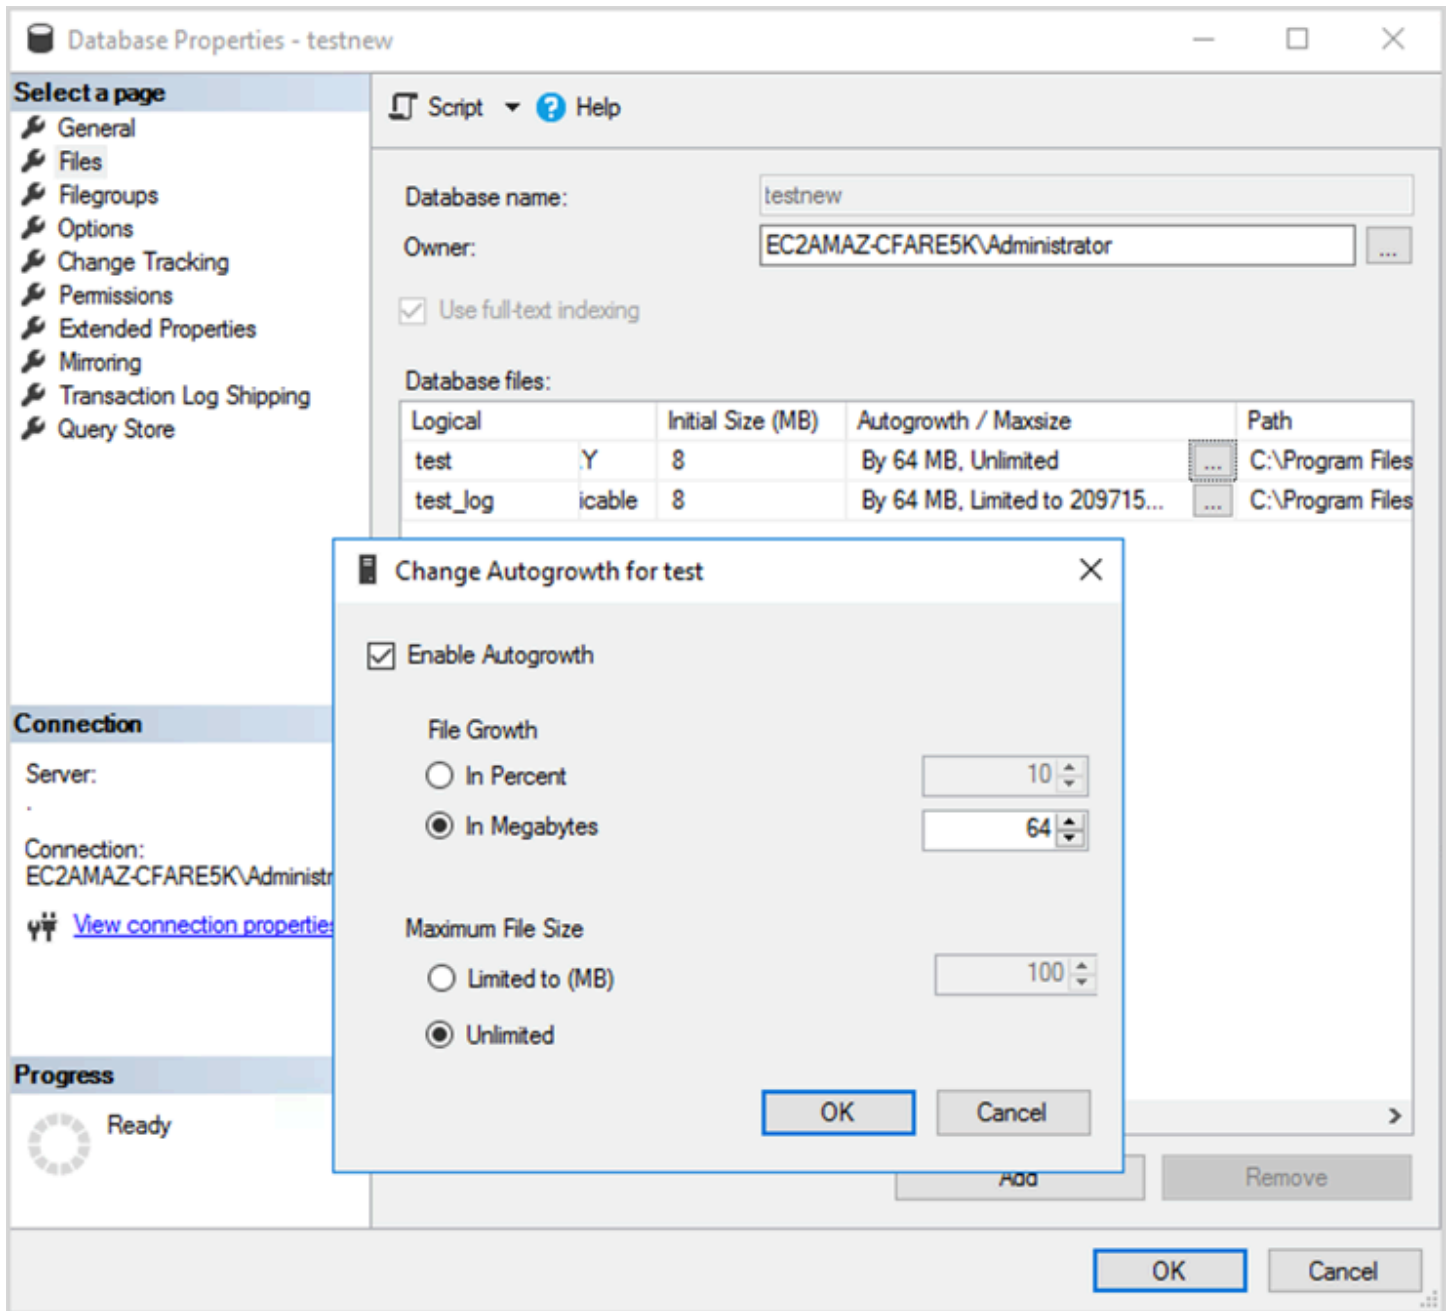 Database Properties - testnew
Select a page
General
Files
Filegroups
Options
Change Tracking
Permissions
Extended Properties
Mirroring
Transaction Log Shipping
Query Store
Script Help
Database name: testnew
Owner: EC2AMAZ-CFARE5K\Administrator ...
Use full-text indexing
Database files:
Logical Initial Size (MB) Autogrowth / Maxsize Path
test Y 8 By 64 MB, Unlimited ... C:\Program Files
test_log icable 8 By 64 MB, Limited to 209715... ... C:\Program Files
Change Autogrowth for test
Enable Autogrowth
File Growth
In Percent 10
In Megabytes 64
Maximum File Size
Limited to (MB) 100
Unlimited
OK Cancel
Connection
Server:
.
Connection:
EC2AMAZ-CFARE5K\Administr
View connection properties
Progress
Ready
Add Remove
OK Cancel